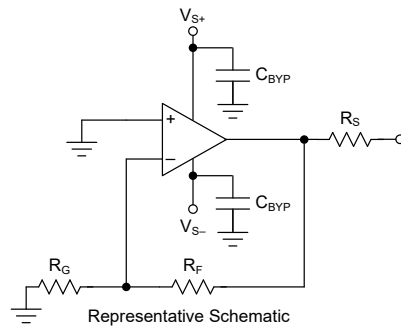 VS+
CBYP
+
RS
−
CBYP
VS−
RG
RF
Representative Schematic